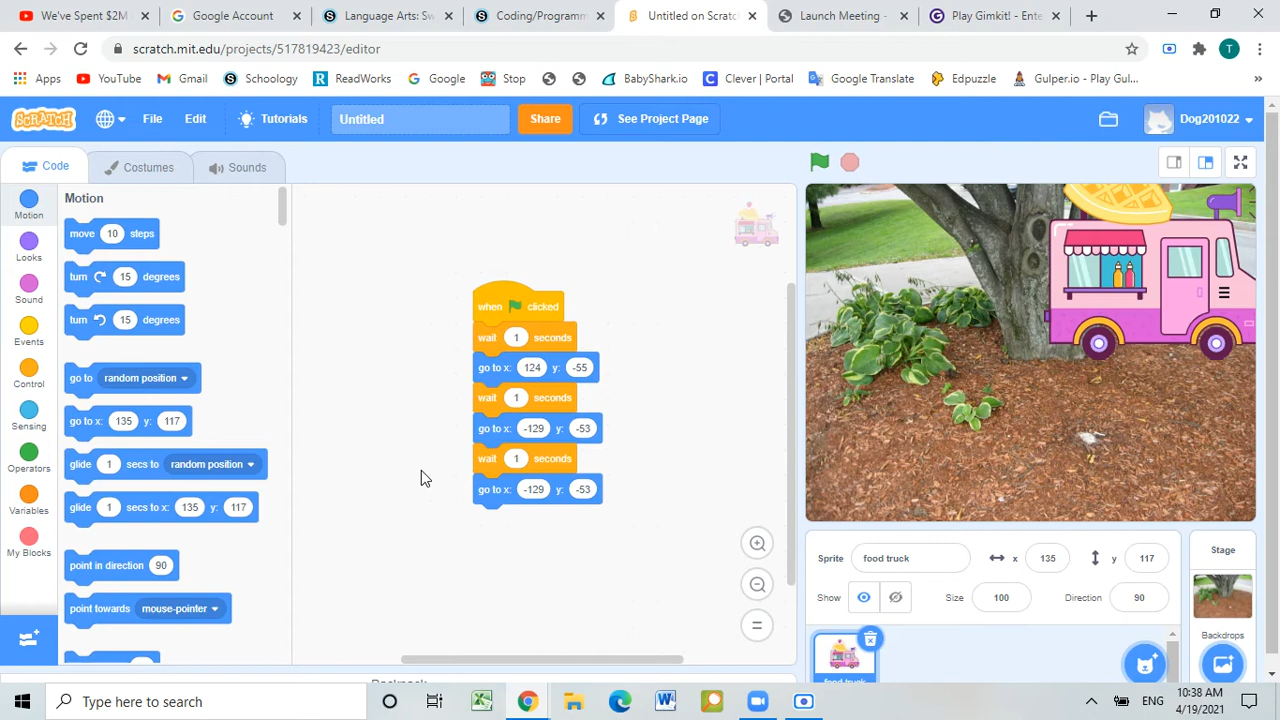 We've Spent $2 M
Google Account
Language Arts: Sw
Coding/Programm
Untitled on Scratch
Launch Meeting -
Play Gimkit! - Ente
scratch.mit.edu/projects/517819423/editor
T
Apps YouTube Gmail Schoology ReadWorks Google Stop BabyShark.io Clever | Portal Google Translate Edpuzzle Gulper.io - Play Gul...
SCRATCH File Edit Tutorials Untitled Share See Project Page Dog201022
Code Costumes Sounds
Motion
Motion
Looks
Sound
Events
Control
Sensing
Operators
Variables
My Blocks
move 10 steps
turn 15 degrees
turn 15 degrees
go to random position
go to x: 135 y: 117
glide 1 secs to random position
glide 1 secs to x: 135 y: 117
point in direction 90
point towards mouse-pointer
when clicked
wait 1 seconds
go to x: 124 y: -55
wait 1 seconds
go to x: -129 y: -53
wait 1 seconds
go to x: -129 y: -53
Sprite food truck x 135 y 117
Show Size 100 Direction 90
food truck
Stage
Backdrops
Backpack
Type here to search
ENG
10:38 AM
4/19/2021